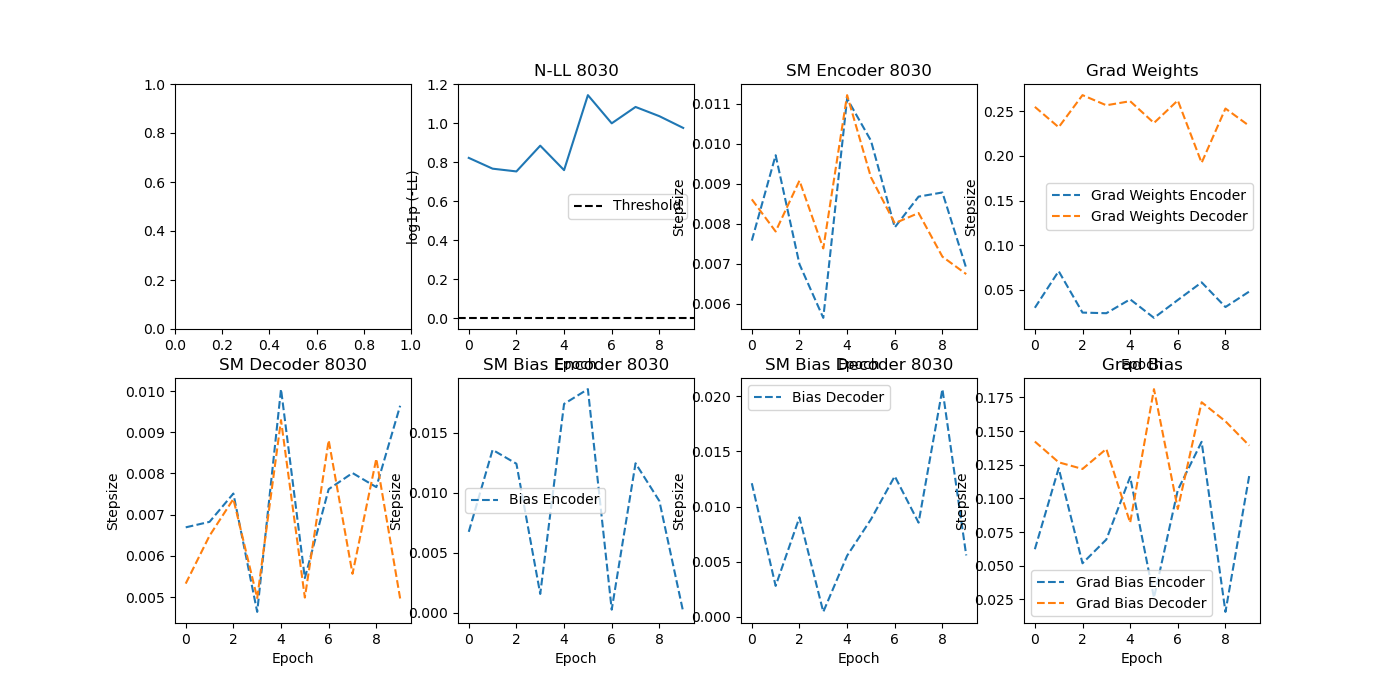 1.0
0.8
0.6
0.4
0.2
0.0
0.0 0.2 0.4 0.6 0.8 1.0
N-LL 8030
log1p (-LL)
1.2
1.0
0.8
0.6
0.4
1.2
0.0
Threshold
0 2 4 6 8
Epoch
SM Encoder 8030
Stepsize
0.011
0.010
0.009
0.008
0.007
0.006
0 2 4 6 8
Epoch
Grad Weights
Stepsize
0.25
0.20
0.10
0.05
Grad Weights Encoder
Grad Weights Decoder
0 2 4 6 8
Epoch
SM Decoder 8030
Stepsize
0.010
0.009
0.008
0.007
0.006
0.005
0 2 4 6 8
Epoch
SM Bias Encoder 8030
Stepsize
0.015
0.010
0.005
0.000
Bias Encoder
0 2 4 6 8
Epoch
SM Bias Decoder 8030
Stepsize
0.020
0.015
0.010
0.005
0.000
Bias Decoder
0 2 4 6 8
Epoch
Grad Bias
Stepsize
0.175
0.150
0.125
0.100
0.075
0.050
0.025
Grad Bias Encoder
Grad Bias Decoder
0 2 4 6 8
Epoch